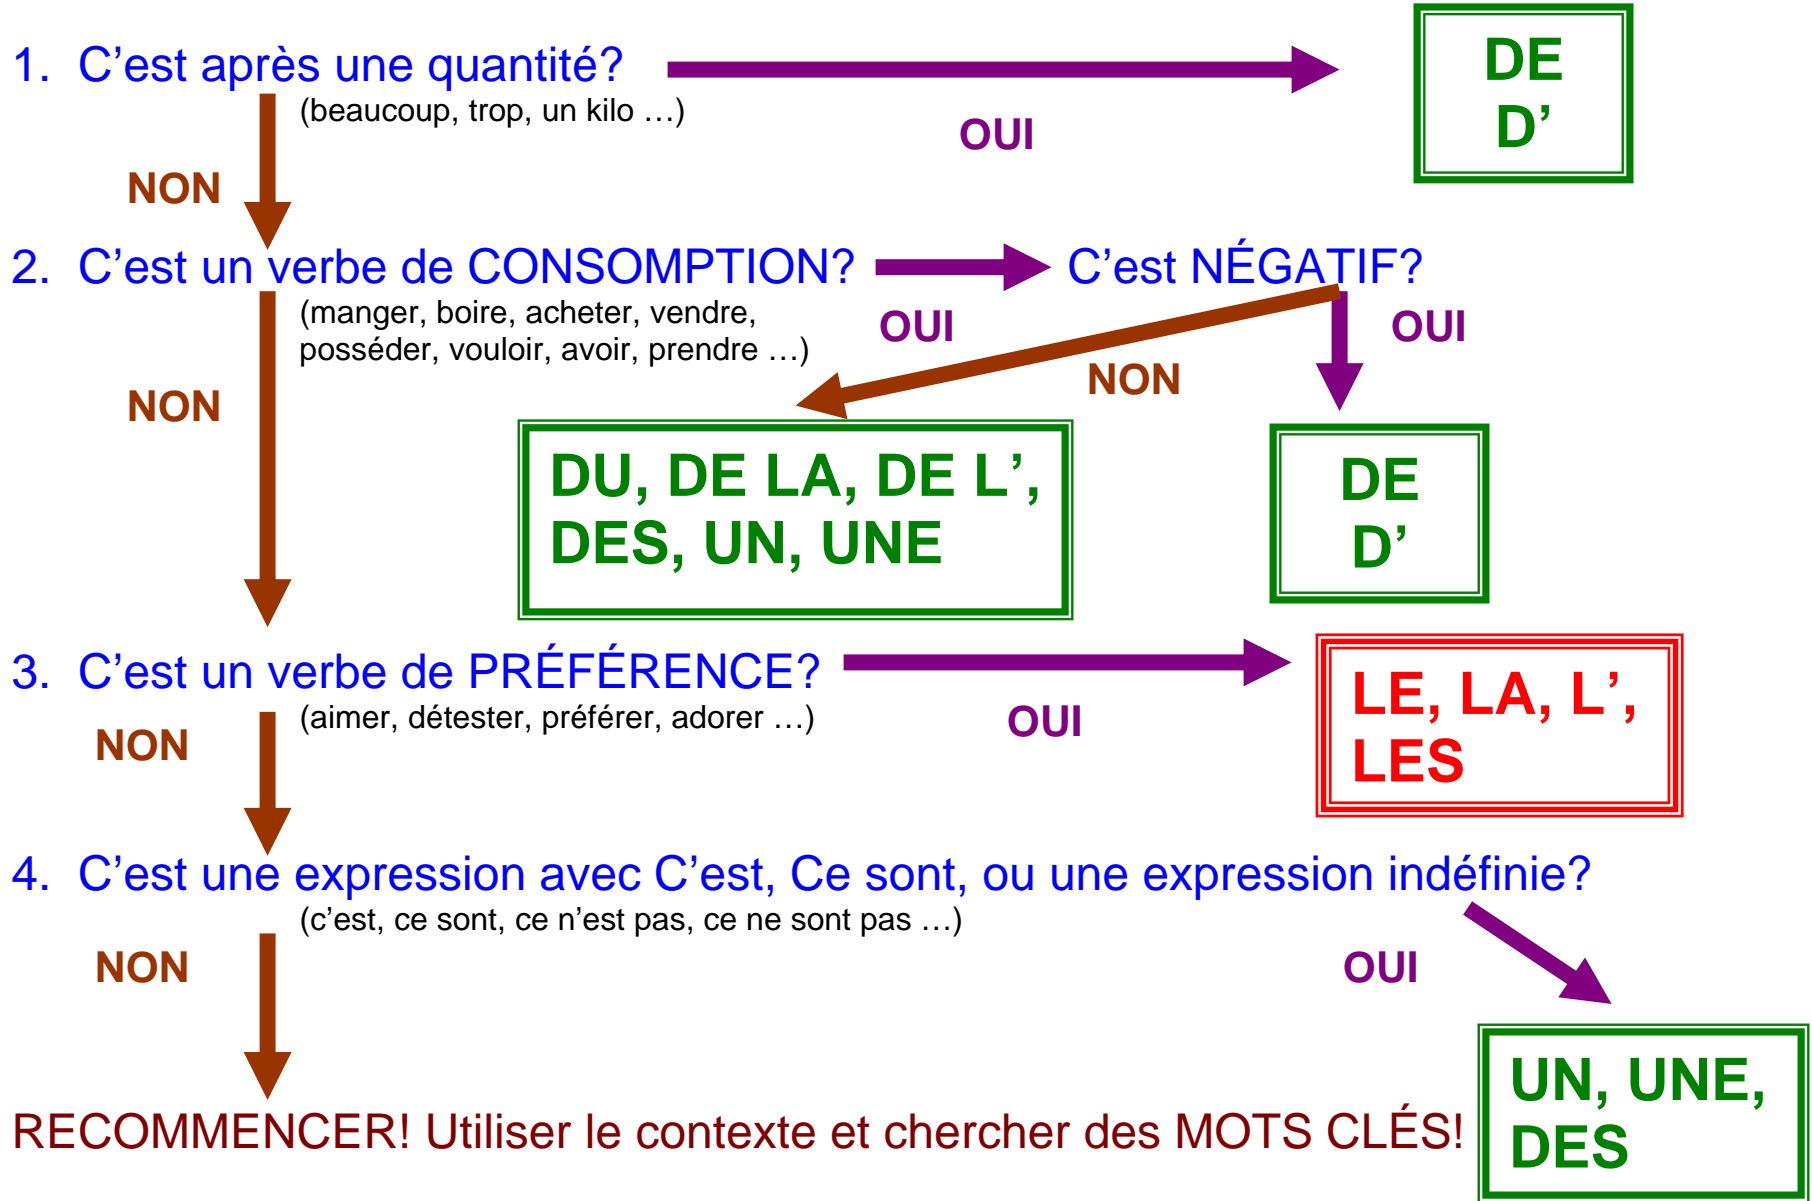 1. C’est après une quantité?
(beaucoup, trop, un kilo …)
OUI
DE
D’
NON
2. C’est un verbe de CONSOMPTION?
(manger, boire, acheter, vendre,
posséder, vouloir, avoir, prendre …)
OUI
C’est NÉGATIF?
OUI
NON
NON
DU, DE LA, DE L’,
DES, UN, UNE
DE
D’
3. C’est un verbe de PRÉFÉRENCE?
(aimer, détester, préférer, adorer …)
OUI
NON
LE, LA, L’,
LES
4. C’est une expression avec C’est, Ce sont, ou une expression indéfinie?
(c’est, ce sont, ce n’est pas, ce ne sont pas …)
NON
OUI
UN, UNE,
DES
RECOMMENCER! Utiliser le contexte et chercher des MOTS CLÉS!